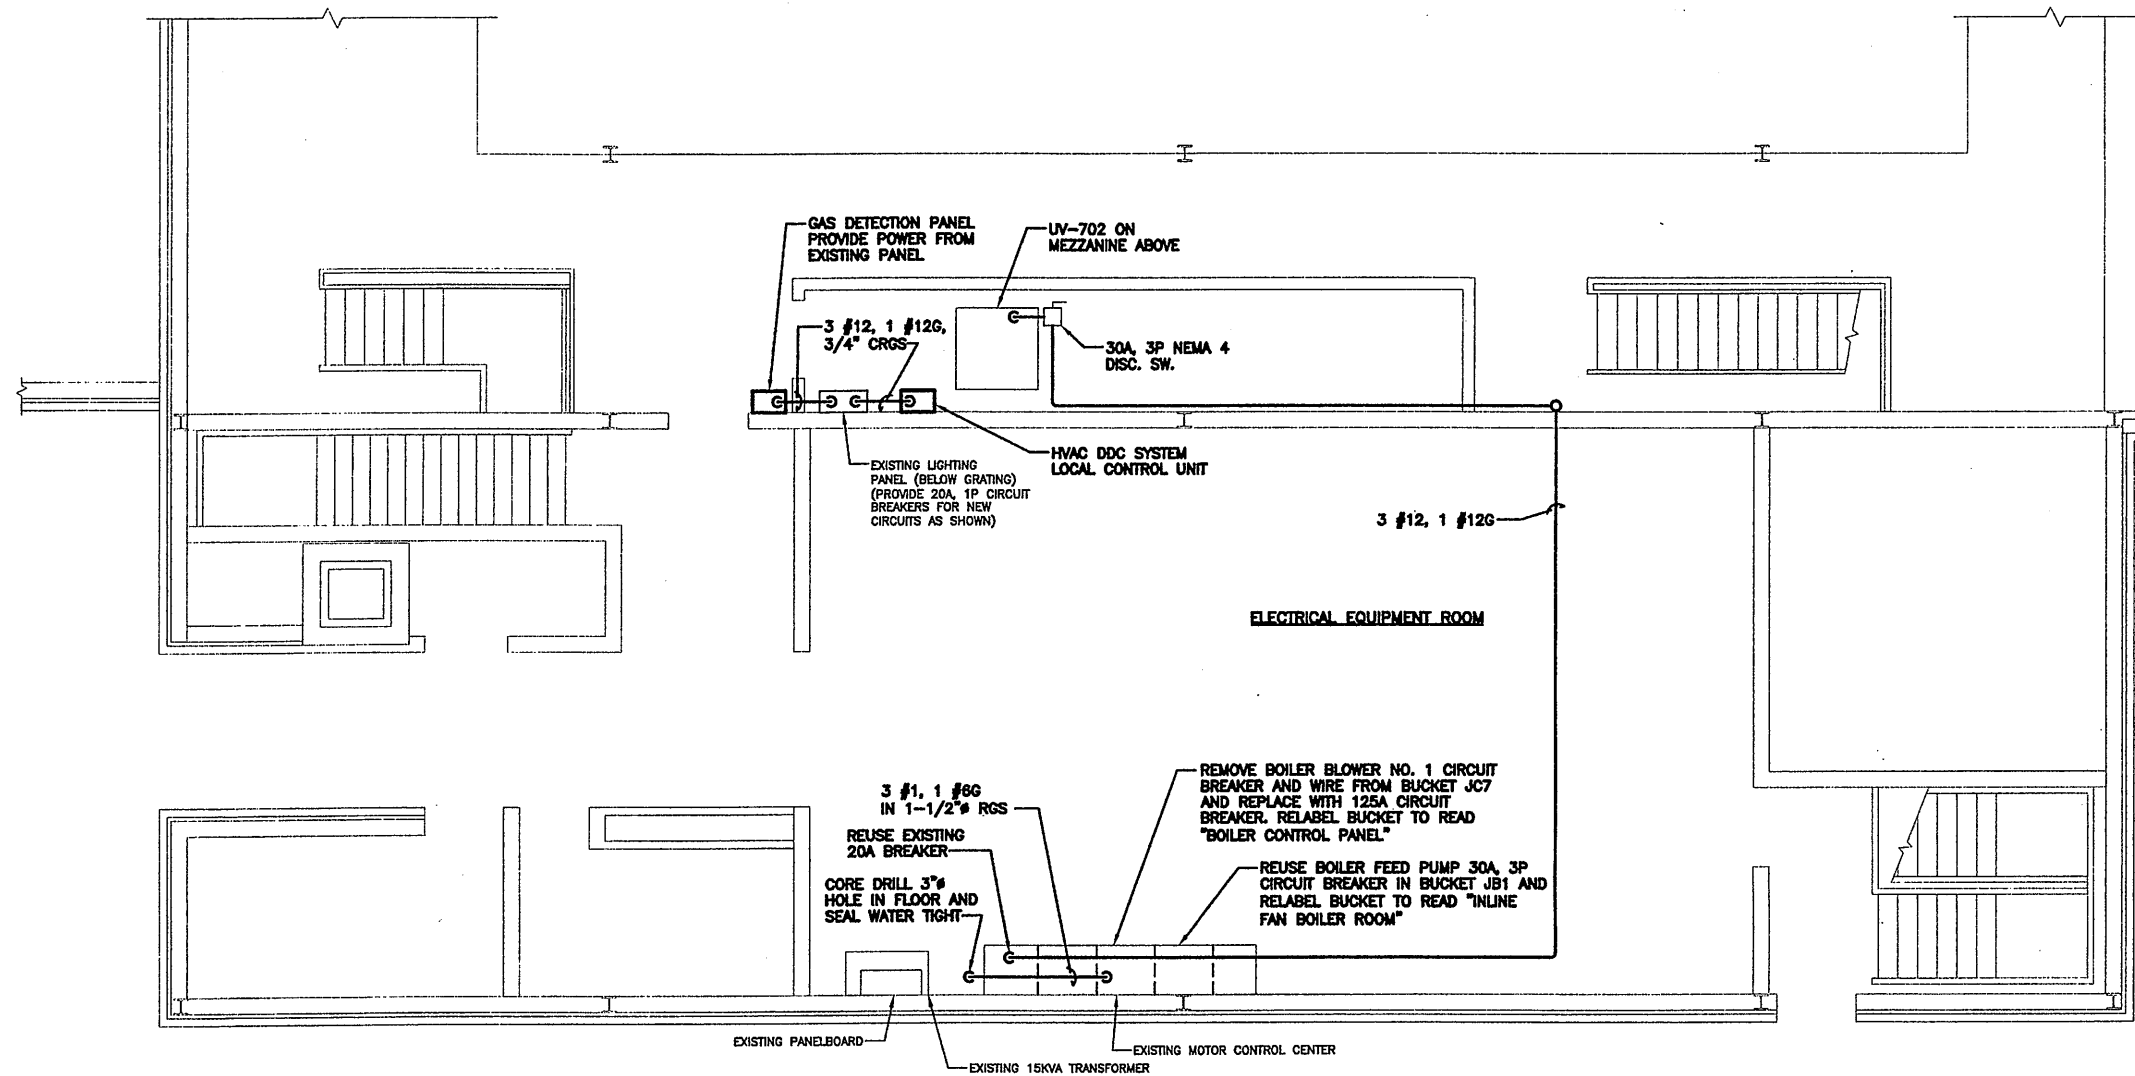 GAS DETECTION PANEL
PROVIDE POWER FROM
EXISTING PANEL
UV-702 ON
MEZZANINE ABOVE
3 #12, 1 #12G,
3/4" CRGS
30A, 3P NEMA 4
DISC. SW.
HVAC DDC SYSTEM
LOCAL CONTROL UNIT
EXISTING LIGHTING
PANEL (BELOW GRATING)
(PROVIDE 20A, 1P CIRCUIT
BREAKERS FOR NEW
CIRCUITS AS SHOWN)
3 #12, 1 #12G
ELECTRICAL EQUIPMENT ROOM
REMOVE BOILER BLOWER NO. 1 CIRCUIT
BREAKER AND WIRE FROM BUCKET JC7
AND REPLACE WITH 125A CIRCUIT
BREAKER. RELABEL BUCKET TO READ
"BOILER CONTROL PANEL"
3 #1, 1 #6G
IN 1-1/2"ø RGS
REUSE EXISTING
20A BREAKER
CORE DRILL 3"ø
HOLE IN FLOOR AND
SEAL WATER TIGHT
REUSE BOILER FEED PUMP 30A, 3P
CIRCUIT BREAKER IN BUCKET JB1 AND
RELABEL BUCKET TO READ "INLINE
FAN BOILER ROOM"
EXISTING PANELBOARD
EXISTING MOTOR CONTROL CENTER
EXISTING 15KVA TRANSFORMER